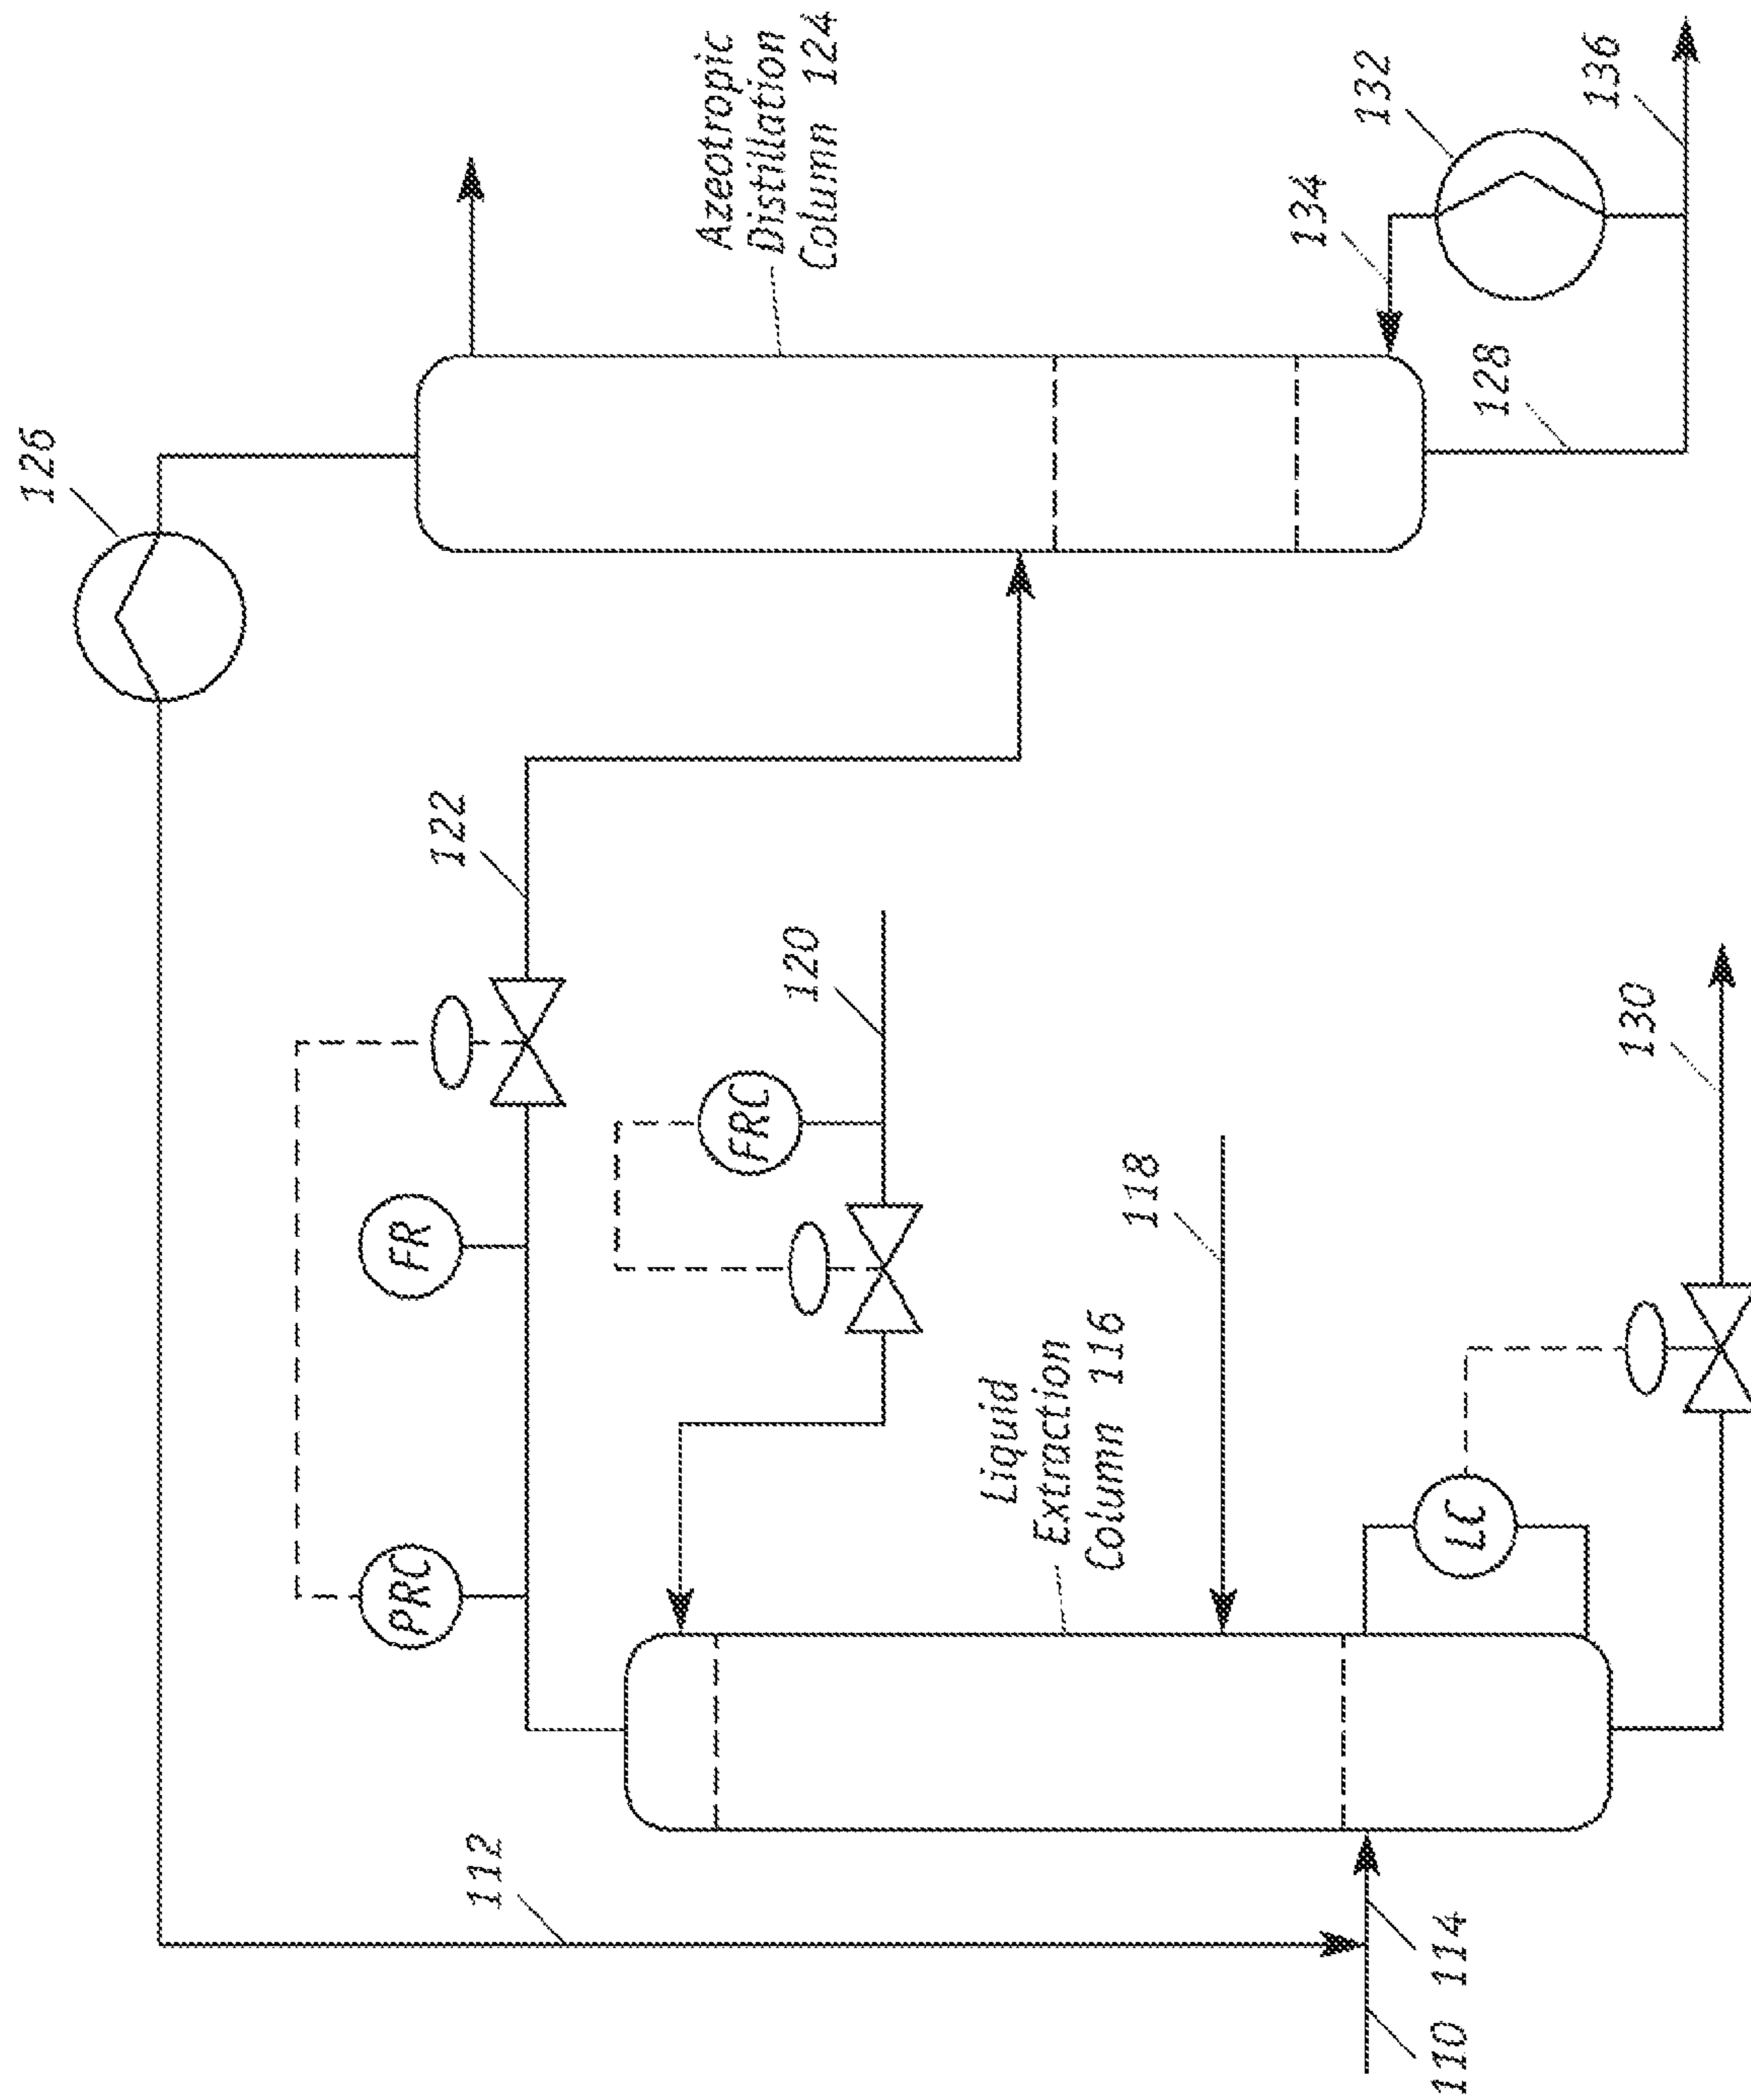 126
Azeotropic
Distillation
Column 124
122
PRC
FR
FRC
120
132
134
136
128
118
Liquid
Extraction
Column 116
112
LC
130
110
114